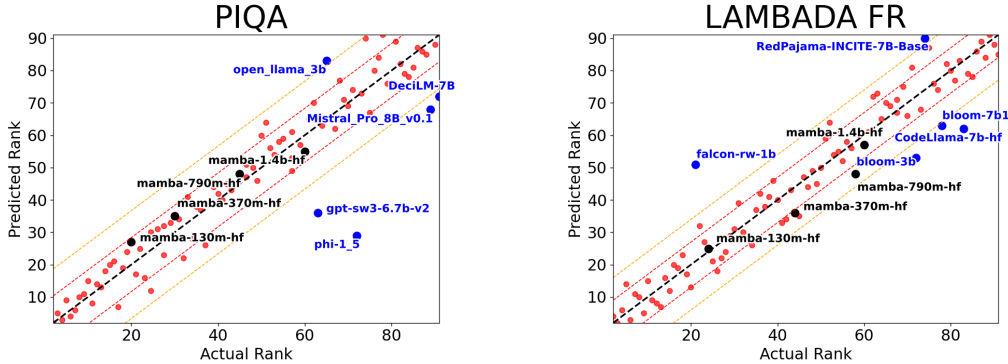 PIQA
90
80
70
60
50
40
30
20
10
20
40
60
80
Predicted Rank
Actual Rank
open_llama_3b
DeciLM-7B
Mistral_Pro_8B_v0.1
mamba-1.4b-hf
mamba-790m-hf
mamba-370m-hf
gpt-sw3-6.7b-v2
mamba-130m-hf
phi-1_5
LAMBADA FR
90
80
70
60
50
40
30
20
10
20
40
60
80
Predicted Rank
Actual Rank
RedPajama-INCITE-7B-Base
bloom-7b1
mamba-1.4b-hf
CodeLlama-7b-hf
falcon-rw-1b
bloom-3b
mamba-790m-hf
mamba-370m-hf
mamba-130m-hf